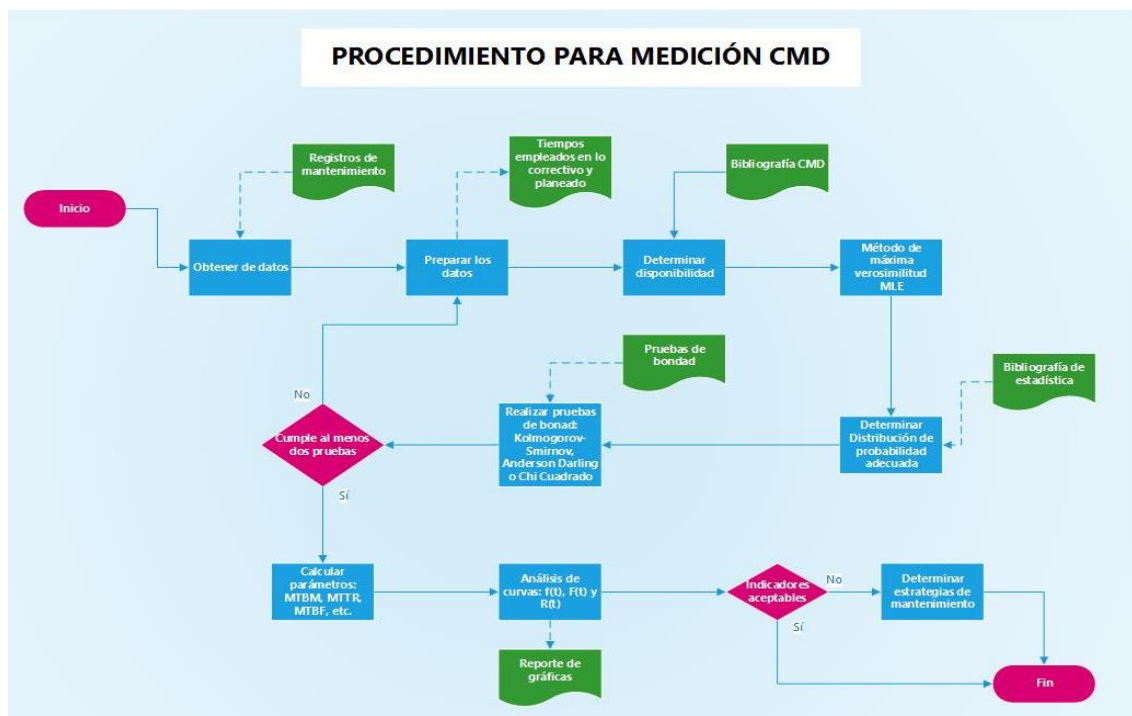 PROCEDIMIENTO PARA MEDICIÓN CMD
Registros de
mantenimiento
Tiempos
empleados en lo
correctivo y
planeado
Bibliografía CMD
Inicio
Obtener de datos
Preparar los
datos
Determinar
disponibilidad
Método de
máxima
verosimilitud
MLE
Pruebas de
bondad
Bibliografía de
estadística
No
Cumple al menos
dos pruebas
Realizar pruebas
de bonad:
Kolmogorov-
Smirnov,
Anderson Darling
o Chi Cuadrado
Determinar
Distribución de
probabilidad
adecuada
Sí
Calcular
parámetros:
MTBM, MTTR,
MTBF, etc.
Análisis de
curvas: f(t), F(t) y
R(t)
Indicadores
aceptables
No
Determinar
estrategias de
mantenimiento
Sí
Reporte de
gráficas
Fin